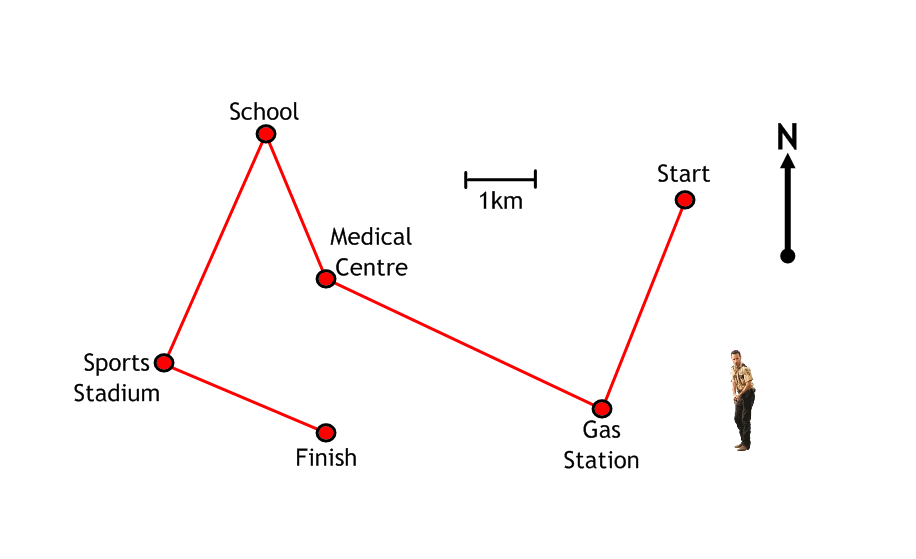 School
N
Start
1km
Medical
Centre
Sports
Stadium
Gas
Station
Finish